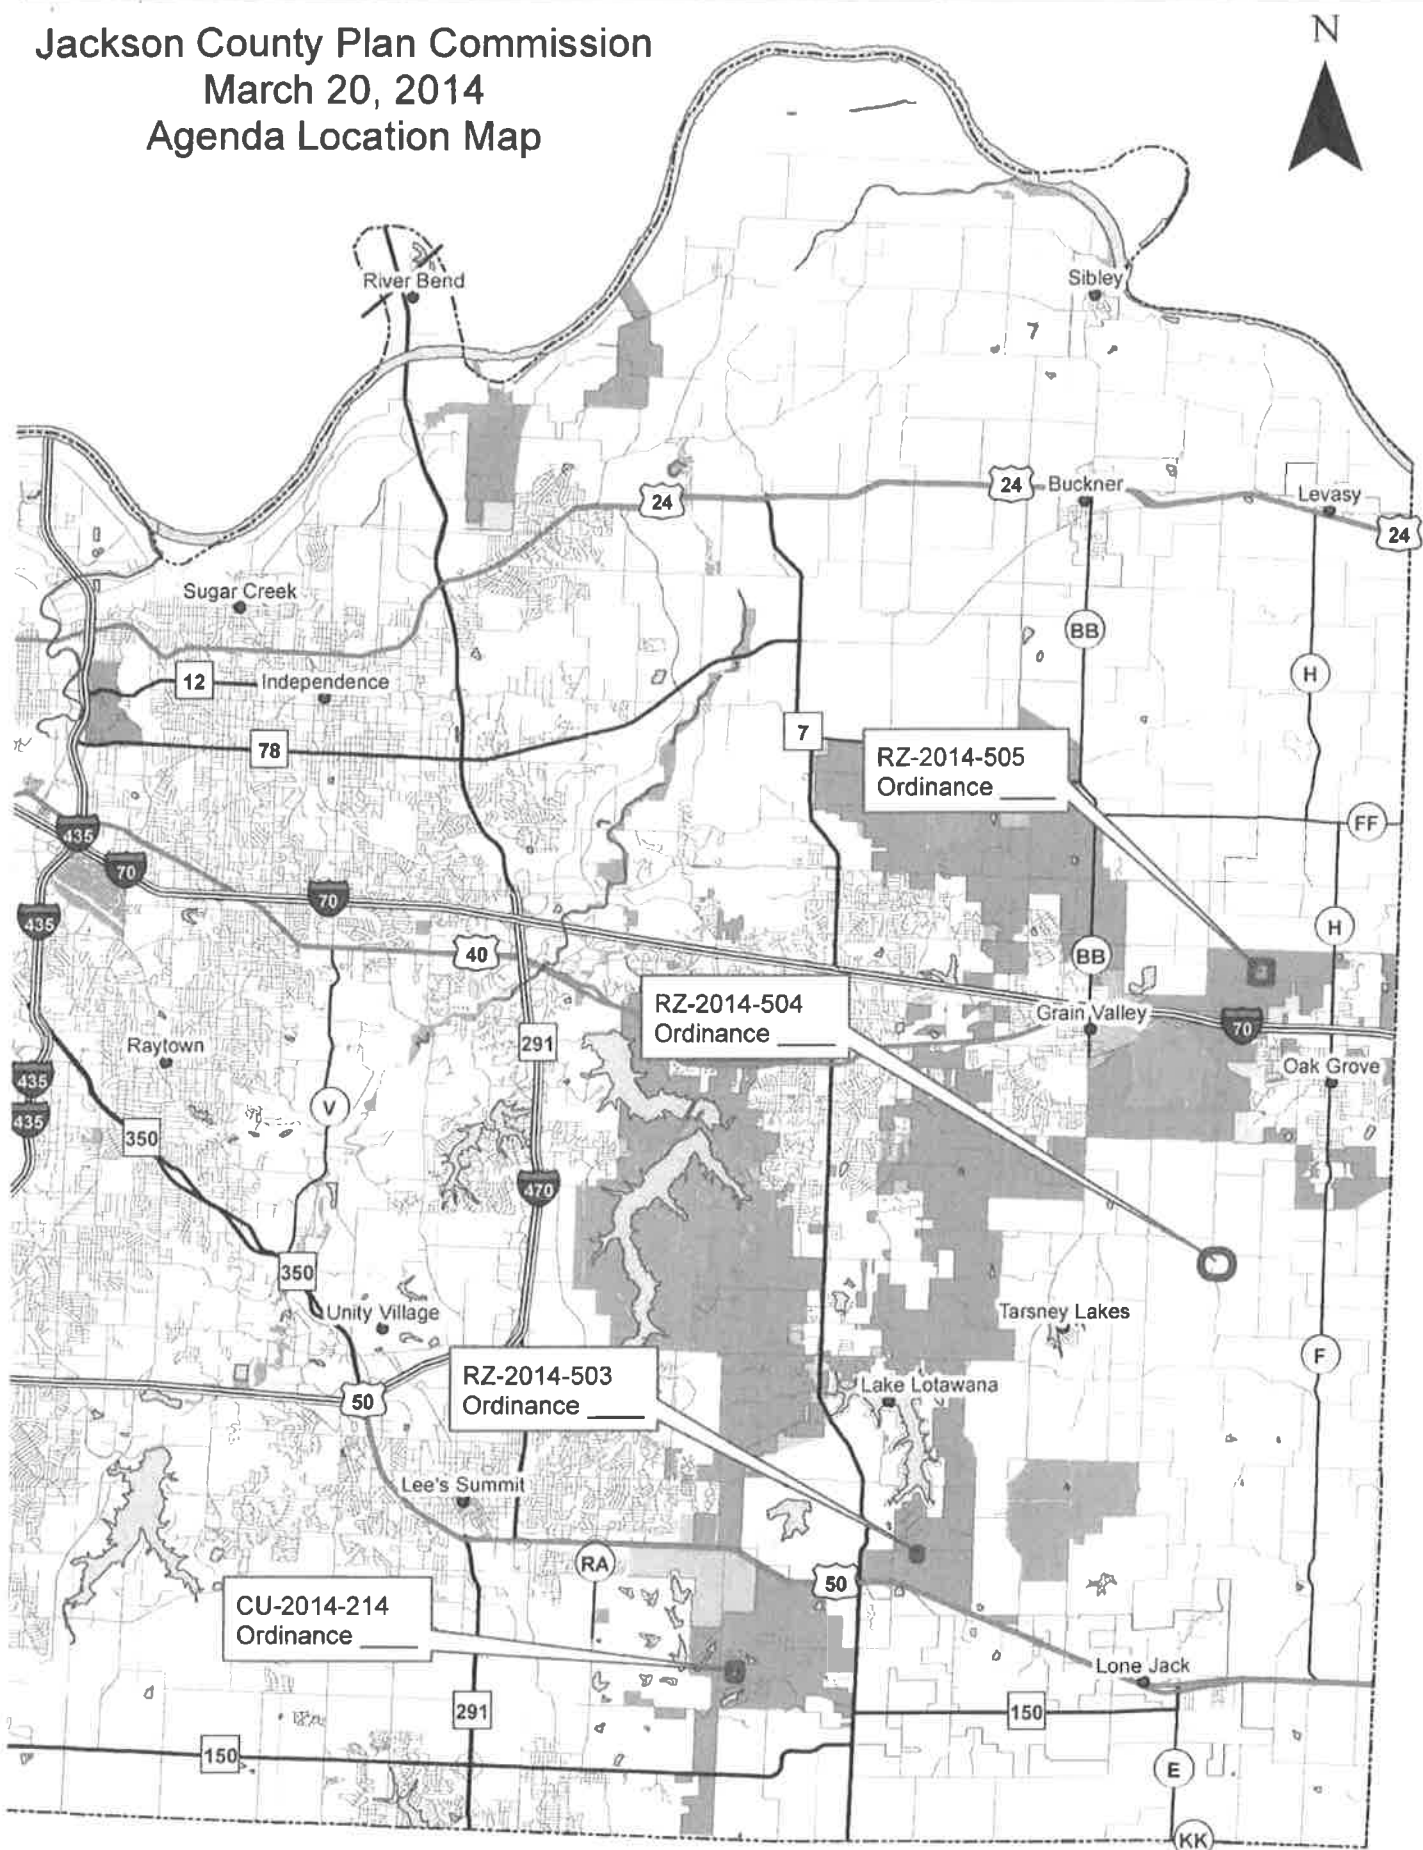 Jackson County Plan Commission
March 20, 2014
Agenda Location Map
N
River Bend
Sibley
7
24
24
Buckner
Levasy
24
Sugar Creek
BB
12
Independence
H
7
78
RZ-2014-505
Ordinance ____
435
FF
70
70
435
H
40
BB
RZ-2014-504
Ordinance ____
Grain Valley
70
291
Raytown
435
Oak Grove
435
V
350
470
350
Unity Village
Tarsney Lakes
F
RZ-2014-503
Ordinance ____
50
Lake Lotawana
Lee's Summit
RA
50
CU-2014-214
Ordinance ____
Lone Jack
291
150
150
E
KK